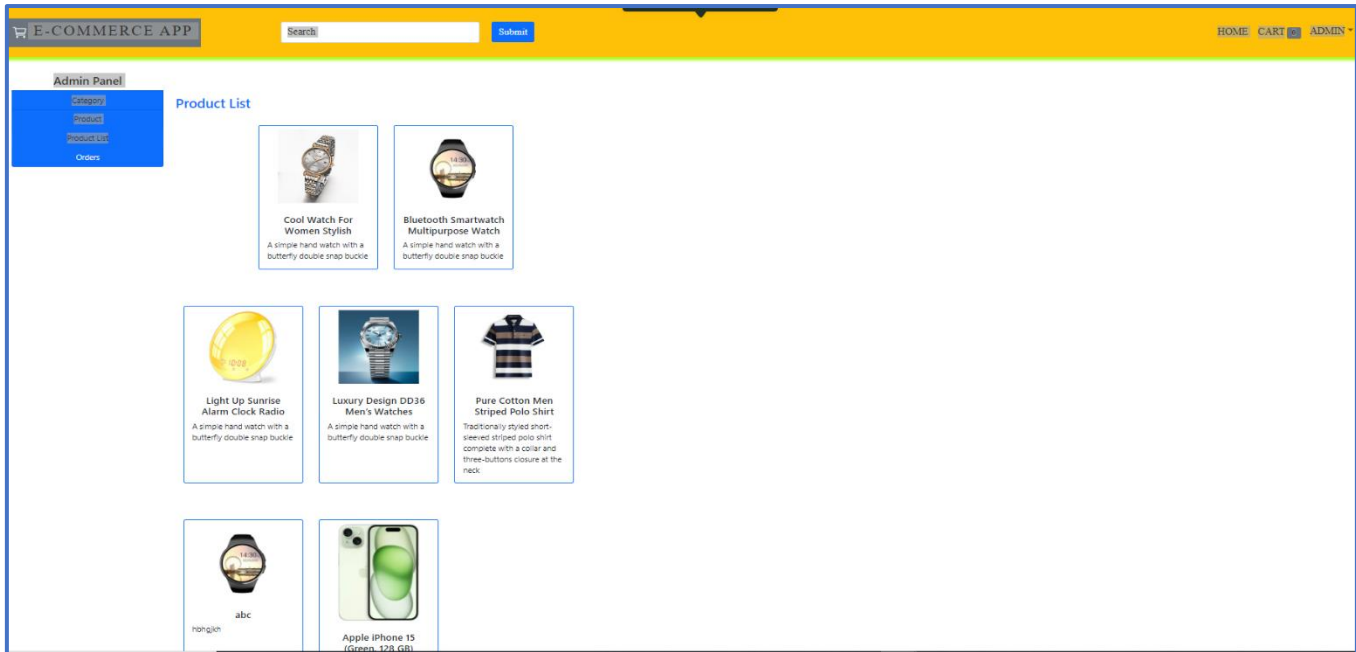 E-COMMERCE APP
Search
Submit
HOME CART ADMIN
Admin Panel
Category
Product
Product List
Orders
Product List
Cool Watch For
Women Stylish
A simple hand watch with a
butterfly double snap buckle
14:30
Bluetooth Smartwatch
Multipurpose Watch
A simple hand watch with a
butterfly double snap buckle
Light Up Sunrise
Alarm Clock Radio
A simple hand watch with a
butterfly double snap buckle
Luxury Design DD36
Men's Watches
A simple hand watch with a
butterfly double snap buckle
Pure Cotton Men
Striped Polo Shirt
Traditionally styled short-
sleeved striped polo shirt
complete with a collar and
three-buttons closure at the
neck
14:30
abc
hbhgjkh
Apple iPhone 15
(Green, 128 GB)